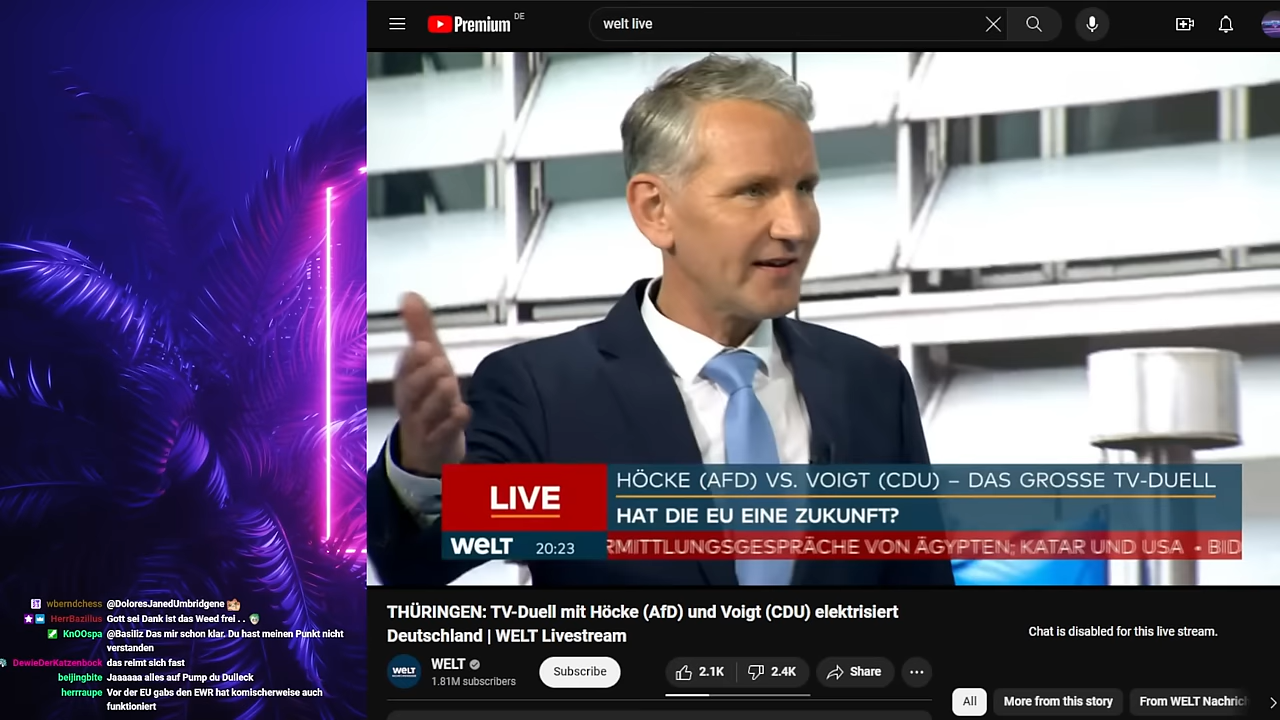 Premium DE
welt live
HÖCKE (AFD) VS. VOIGT (CDU) – DAS GROSSE TV-DUELL
LIVE
HAT DIE EU EINE ZUKUNFT?
WELT 20:23
VON ÄGYPTEN; KATAR UND USA •
THÜRINGEN: TV-Duell mit Höcke (AfD) und Voigt (CDU) elektrisiert
Deutschland | WELT Livestream
Chat is disabled for this live stream.
WELT
WELT
1.81M subscribers
Subscribe
2.1K
2.4K
Share
All
More from this story
From WELT
wberndchess @DoloresJanedUmbridgene
HerrBazillus Gott sei Dank ist das Weed frei . .
Kn0Ospa @Basiliz Das mir schon klar. Du hast meinen Punkt nicht
verstanden
DewieDerKatzenbock das reimt sich fast
beijingbite Jaaaaaa alles auf Pump du Dulleck
herrraupe Vor der EU gabs den EWR hat komischerweise auch
funktioniert